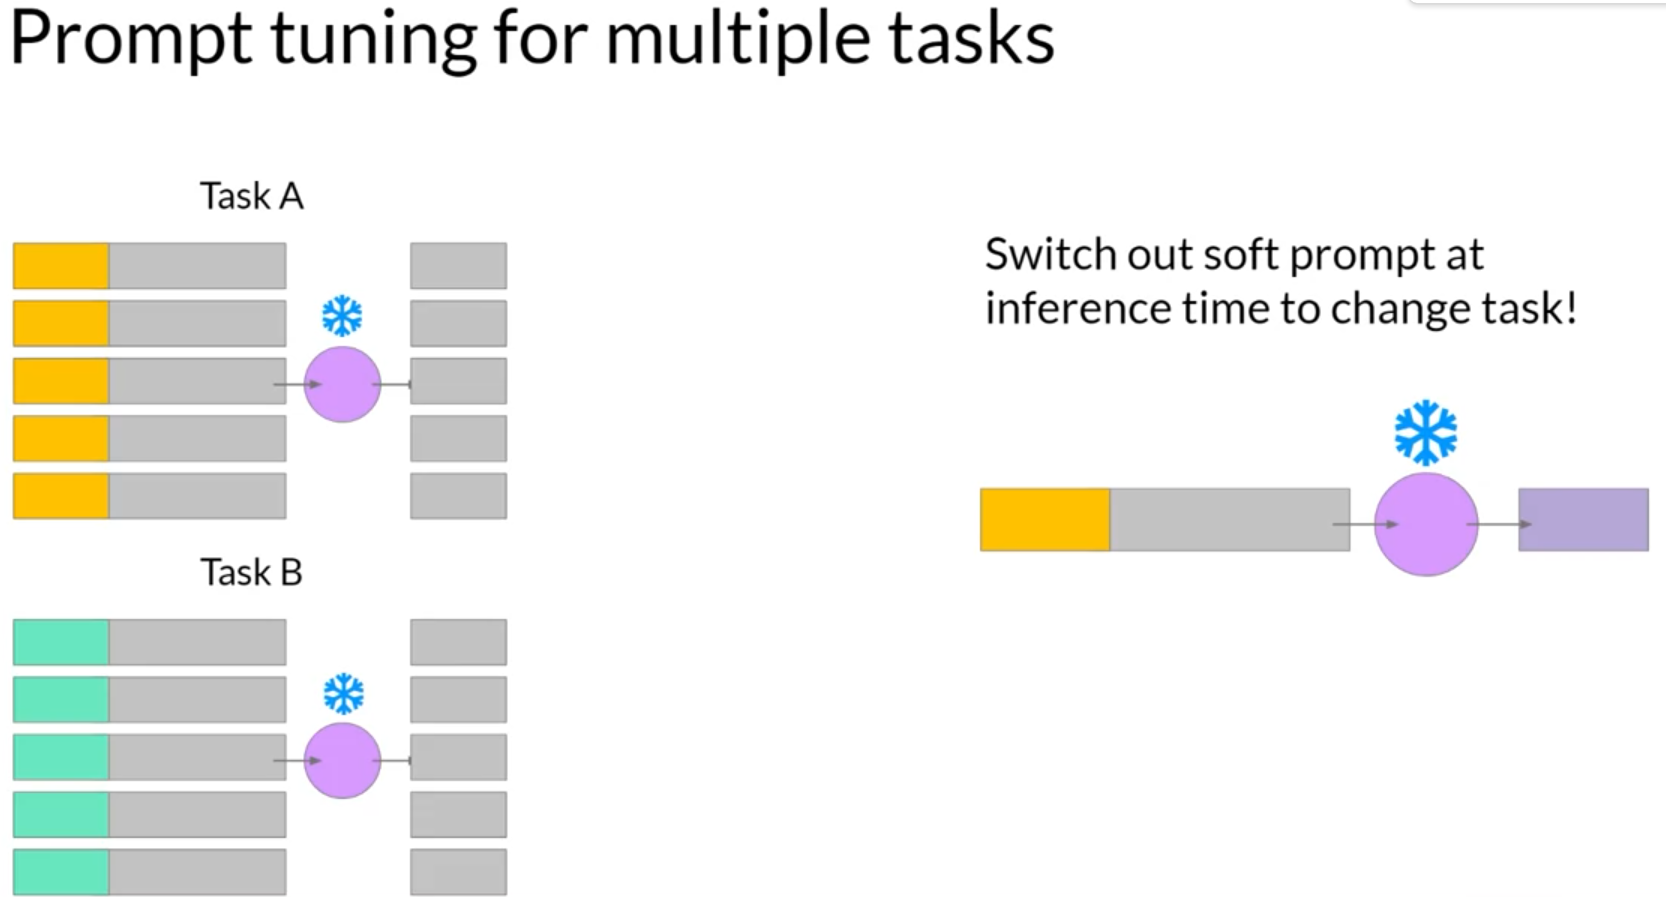 Prompt tuning for multiple tasks
Task A
Switch out soft prompt at
inference time to change task!
Task B